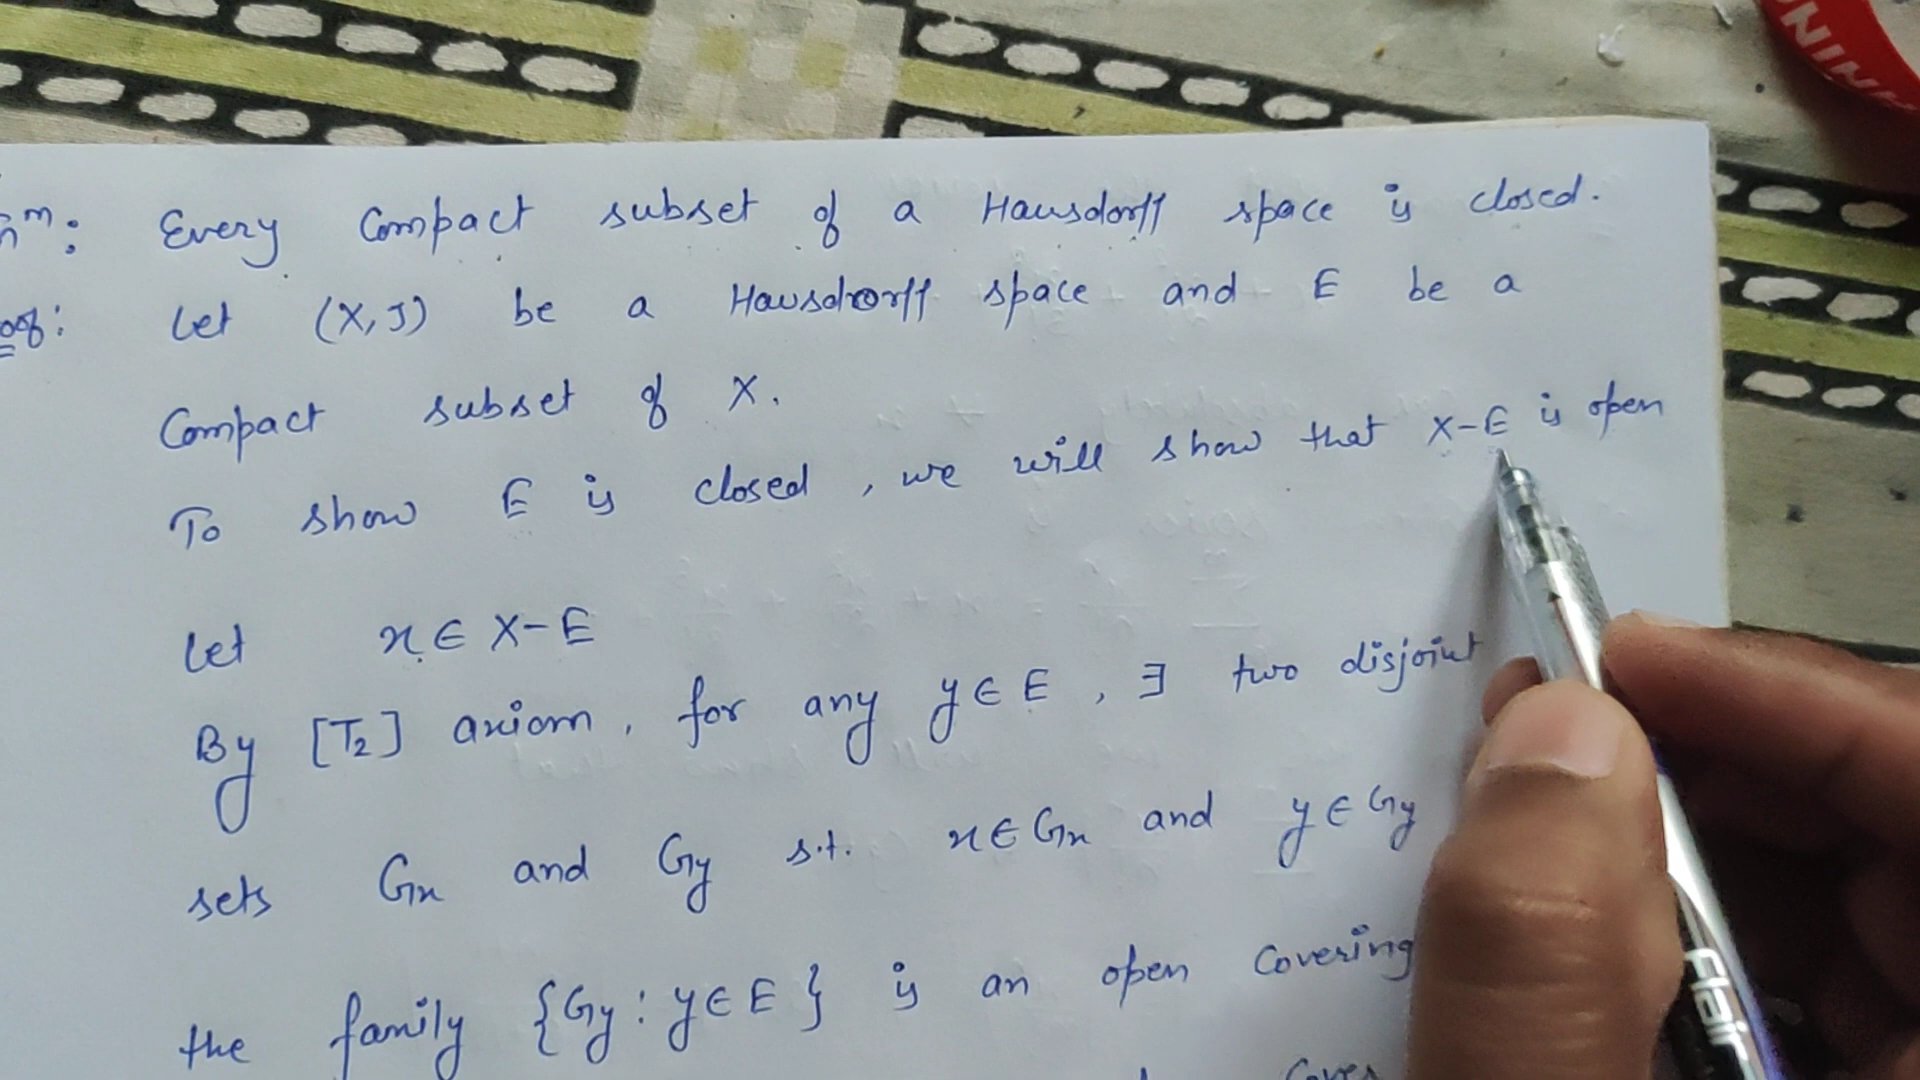 Every Compact subset of a Hausdorff space is closed.
Let (X, J) be a Hausdorff space and E be a
Compact subset of X.
To show E is closed, we will show that X-E is open
Let x ∈ X-E
By [T₂] axiom, for any y ∈ E, ∃ two disjoint
sets Gx and Gy s.t. x ∈ Gx and y ∈ Gy
the family {Gy : y ∈ E} is an open Covering
Flair